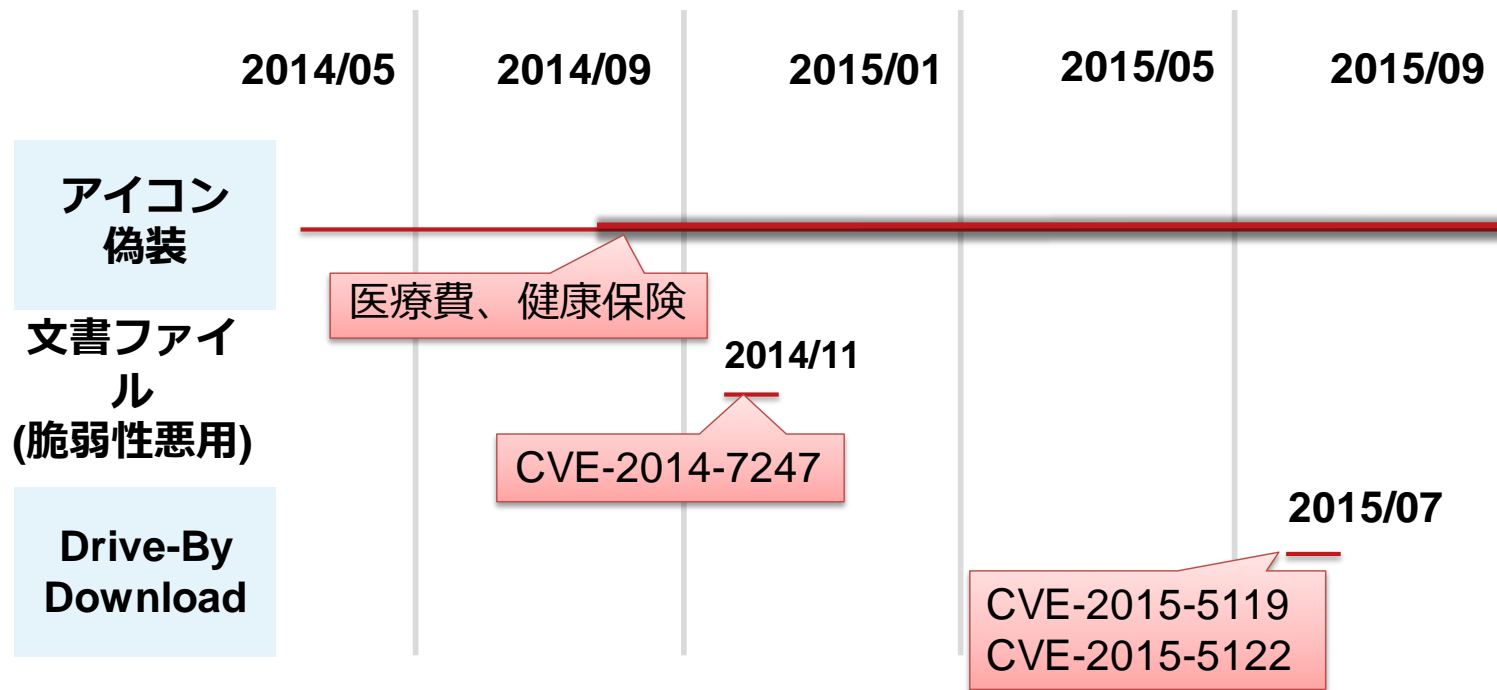 2014/05
2014/09
2015/01
2015/05
2015/09
アイコン
偽装
医療費、健康保険
文書ファイ
ル
(脆弱性悪用)
2014/11
CVE-2014-7247
Drive-By
Download
2015/07
CVE-2015-5119
CVE-2015-5122